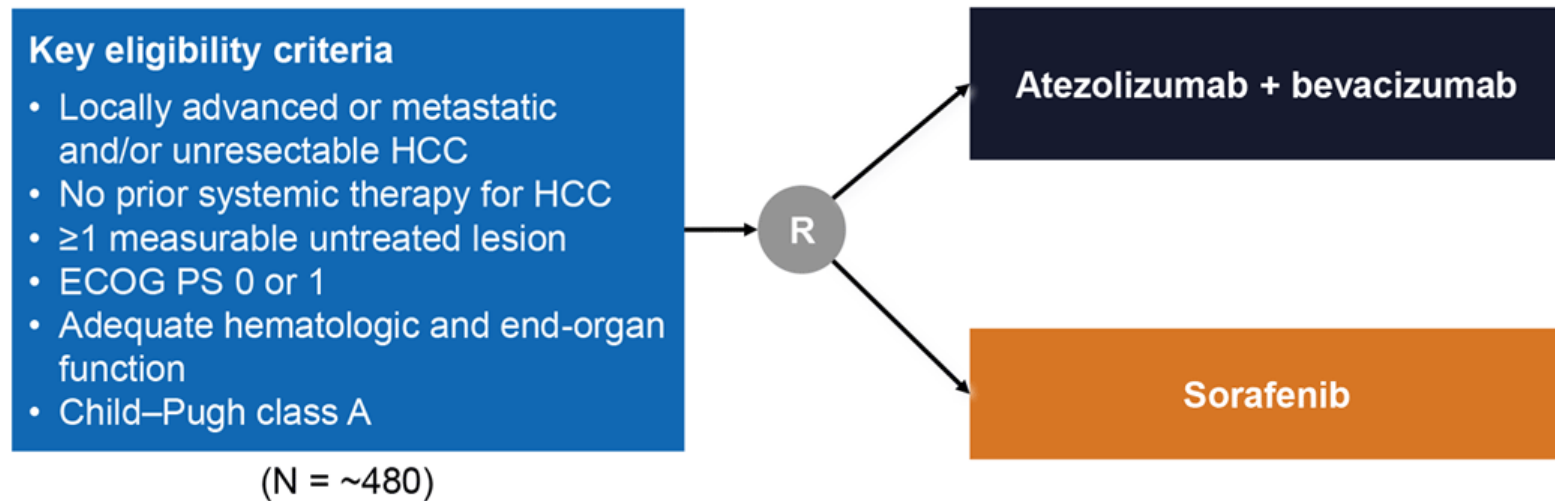 Key eligibility criteria
• Locally advanced or metastatic
and/or unresectable HCC
• No prior systemic therapy for HCC
• ≥1 measurable untreated lesion
• ECOG PS 0 or 1
• Adequate hematologic and end-organ
function
• Child–Pugh class A
(N = ~480)
R
Atezolizumab + bevacizumab
Sorafenib